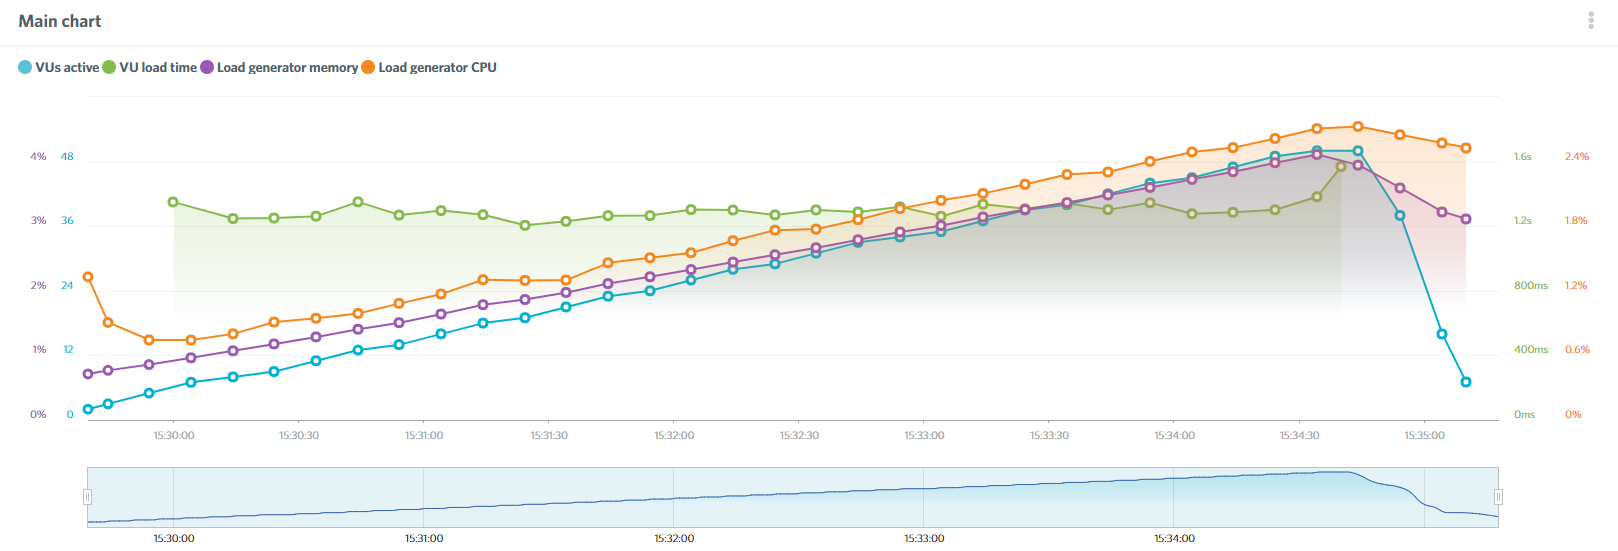 Main chart
VUs active VU load time Load generator memory Load generator CPU
4% 48 1.6s 2.4%
3% 36 1.2s 1.8%
2% 24 800ms 1.2%
1% 12 400ms 0.6%
0% 0 0ms 0%
15:30:00 15:30:30 15:31:00 15:31:30 15:32:00 15:32:30 15:33:00 15:33:30 15:34:00 15:34:30 15:35:00
15:30:00 15:31:00 15:32:00 15:33:00 15:34:00